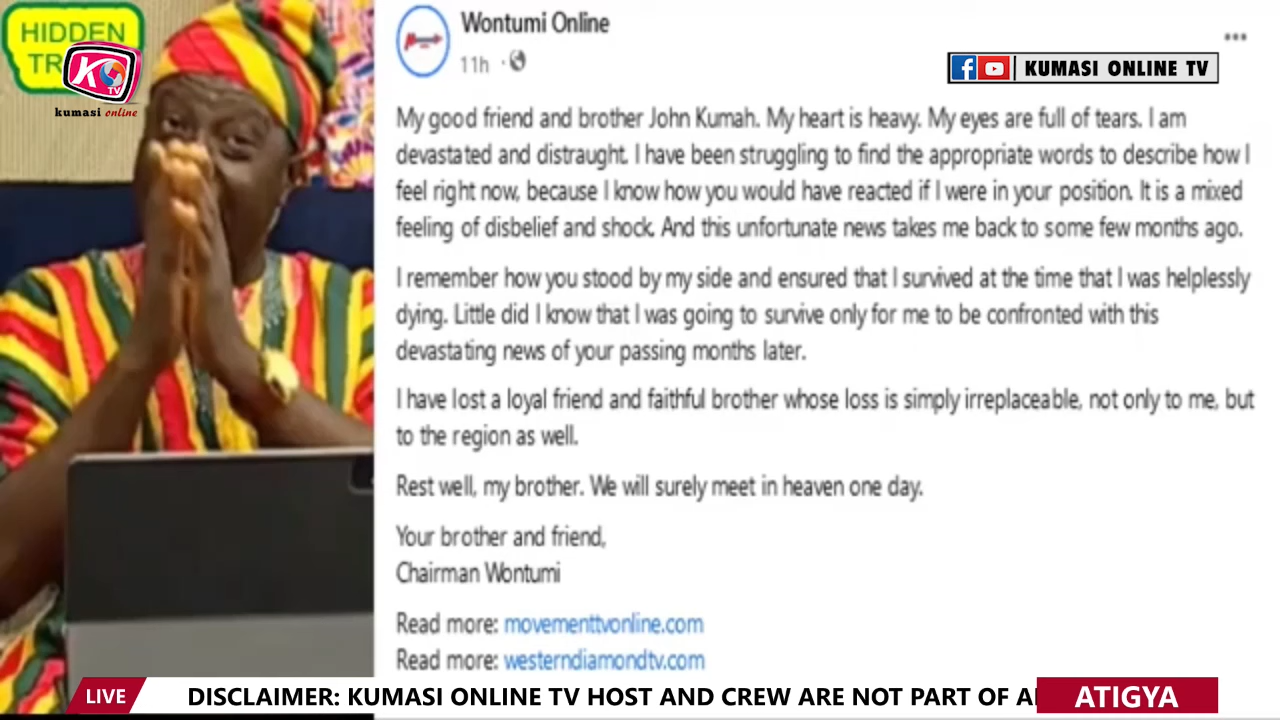 HIDDEN
TR
K
TV
kumasi online
Wontumi Online
11h
KUMASI ONLINE TV
My good friend and brother John Kumah. My heart is heavy. My eyes are full of tears. I am
devastated and distraught. I have been struggling to find the appropriate words to describe how I
feel right now, because I know how you would have reacted if I were in your position. It is a mixed
feeling of disbelief and shock. And this unfortunate news takes me back to some few months ago.
I remember how you stood by my side and ensured that I survived at the time that I was helplessly
dying. Little did I know that I was going to survive only for me to be confronted with this
devastating news of your passing months later.
I have lost a loyal friend and faithful brother whose loss is simply irreplaceable, not only to me, but
to the region as well.
Rest well, my brother. We will surely meet in heaven one day.
Your brother and friend,
Chairman Wontumi
Read more: movementtvonline.com
Read more: westerndiamondtv.com
LIVE
DISCLAIMER: KUMASI ONLINE TV HOST AND CREW ARE NOT PART OF A
ATIGYA